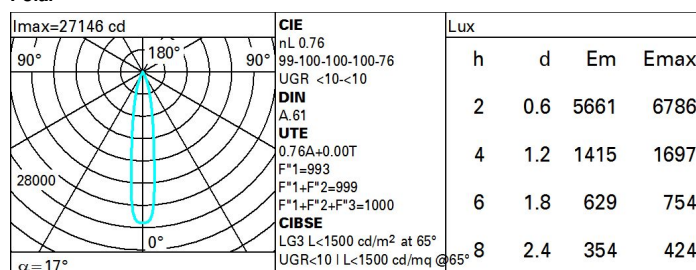 Imax=27146 cd
90°
180°
90°
28000
0°
α=17°
CIE
nL 0.76
99-100-100-100-76
UGR <10-<10
DIN
A.61
UTE
0.76A+0.00T
F"1=993
F"1+F"2=999
F"1+F"2+F"3=1000
CIBSE
LG3 L<1500 cd/m² at 65°
UGR<10 | L<1500 cd/mq @65°
Lux
h d Em Emax
2 0.6 5661 6786
4 1.2 1415 1697
6 1.8 629 754
8 2.4 354 424